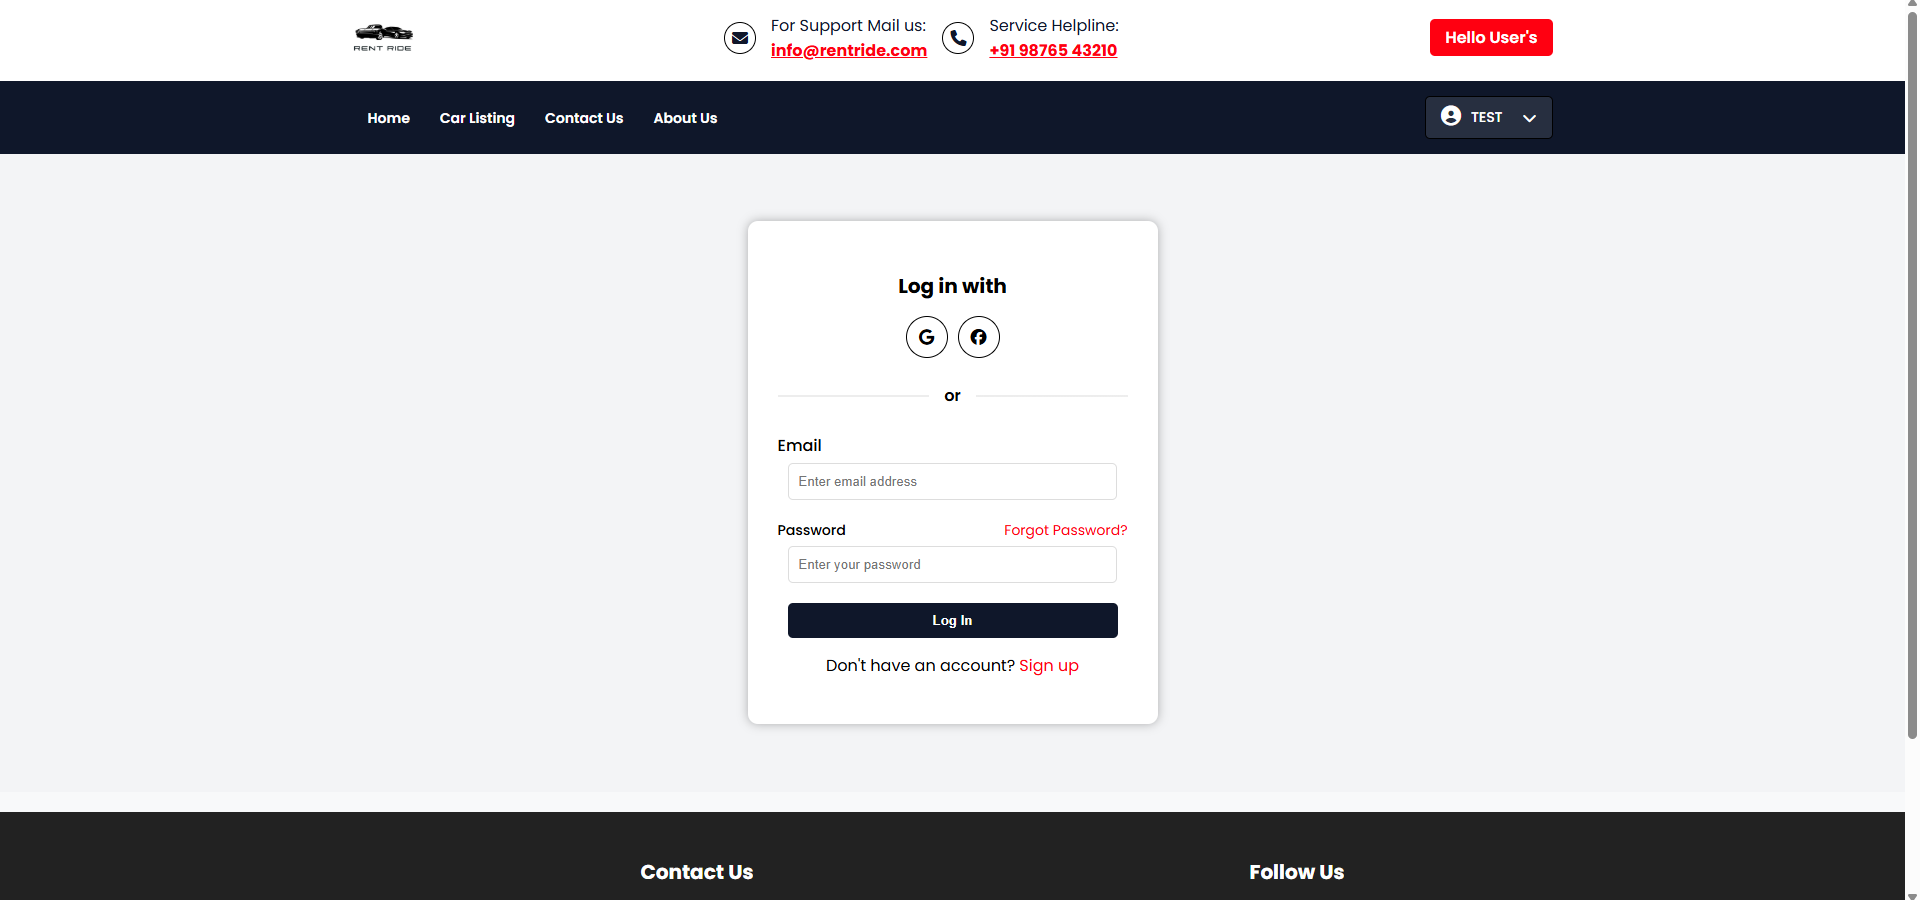 RENT RIDE
For Support Mail us:
info@rentride.com
Service Helpline:
+91 98765 43210
Hello User's
Home
Car Listing
Contact Us
About Us
TEST
Log in with
or
Email
Enter email address
Password
Forgot Password?
Enter your password
Log In
Don't have an account? Sign up
Contact Us
Follow Us